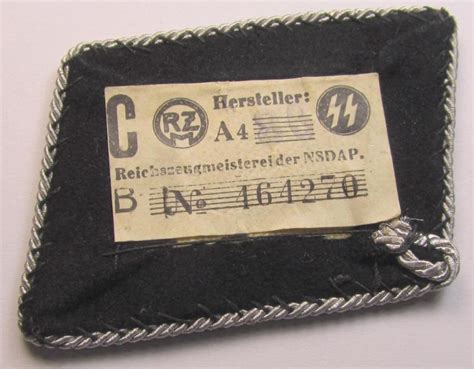 C RZM Hersteller:
A4
Reichszeugmeisterei der NSDAP.
B № 464270